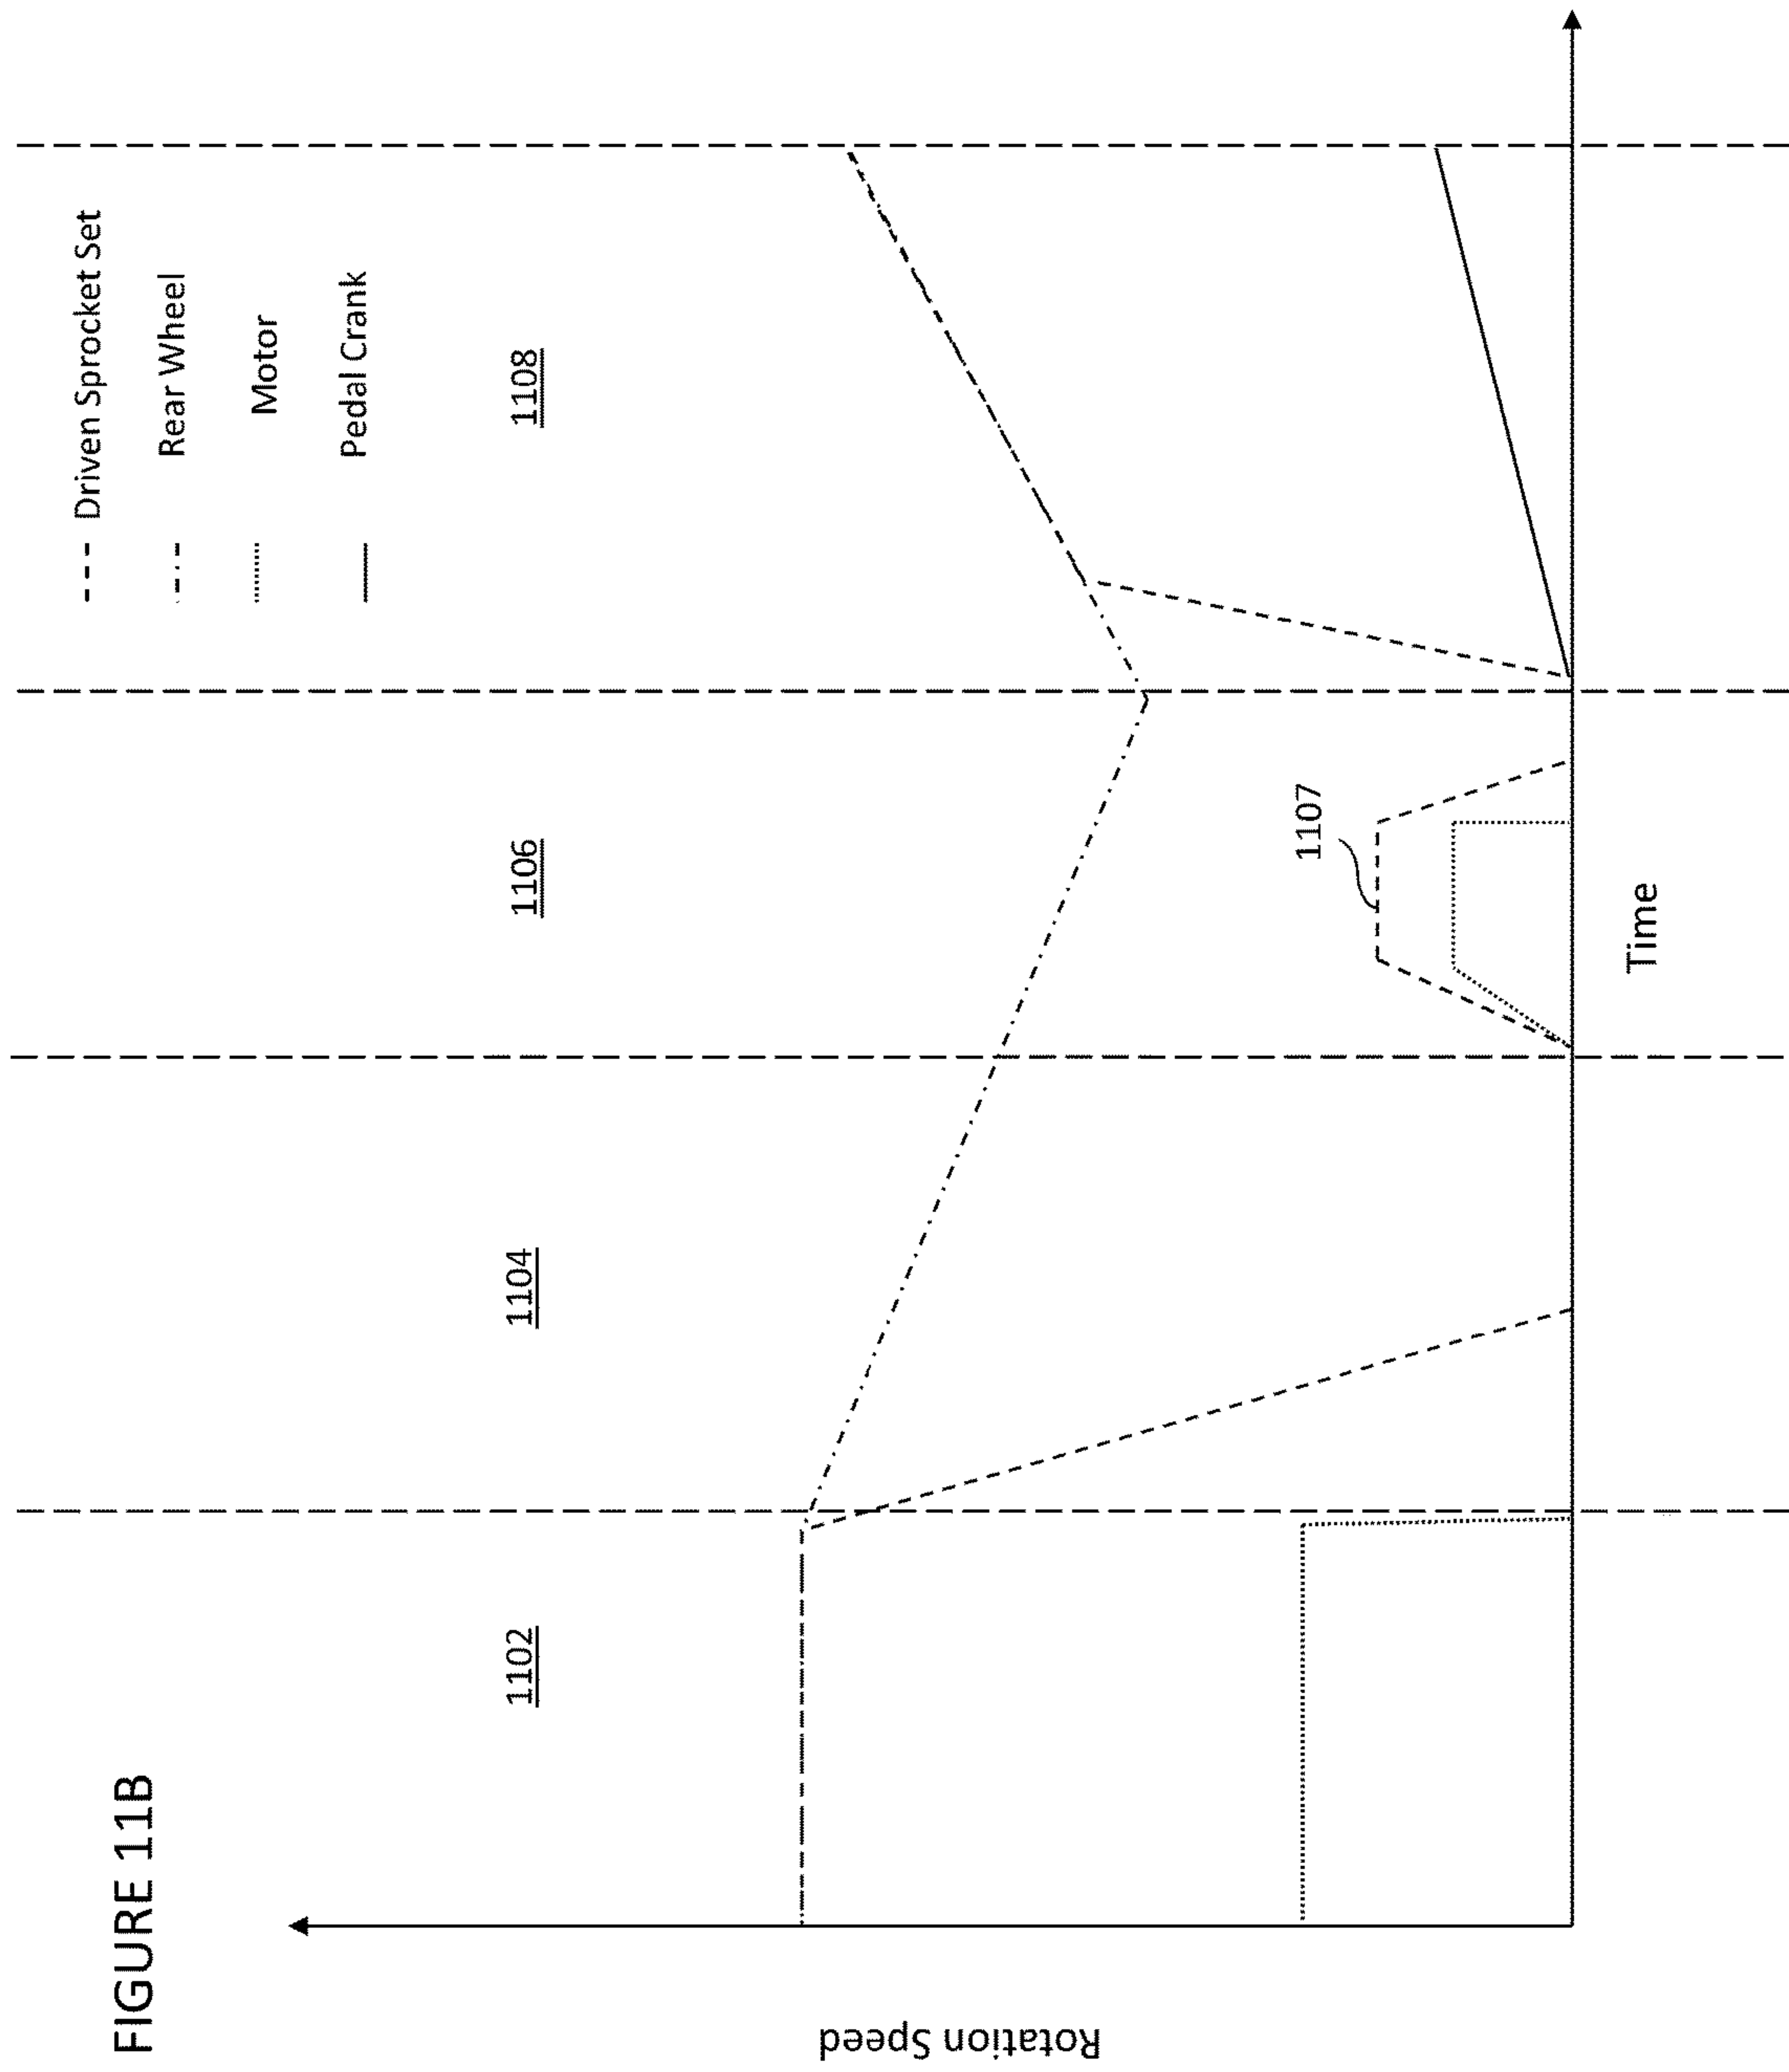 FIGURE 11B
Driven Sprocket Set
Rear Wheel
Motor
Pedal Crank
1102
1104
1106
1108
1107
Rotation Speed
Time